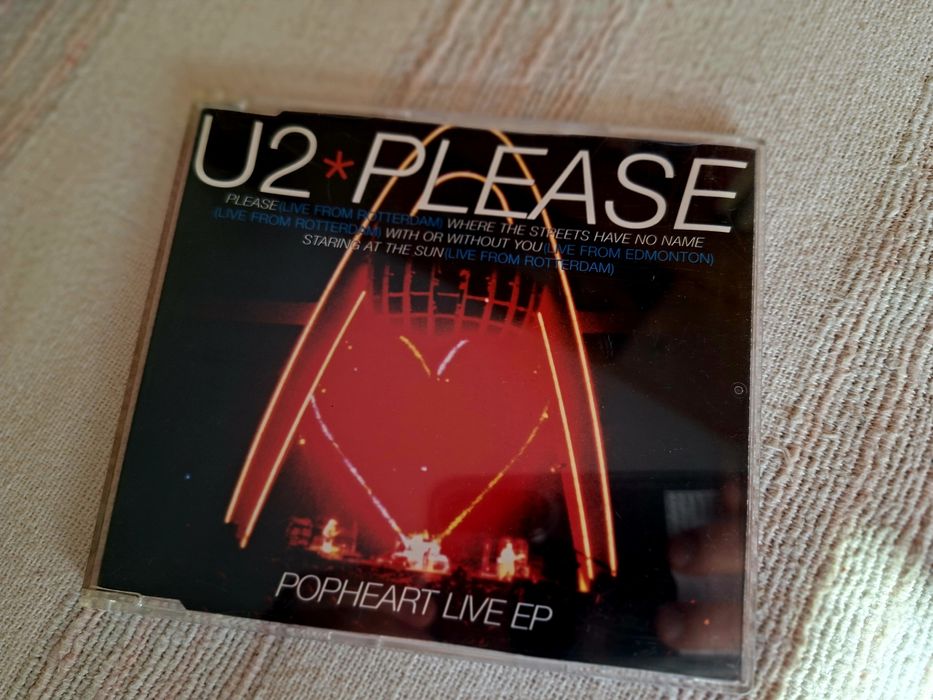 U2*PLEASE
PLEASE(LIVE FROM ROTTERDAM) WHERE THE STREETS HAVE NO NAME
(LIVE FROM ROTTERDAM) WITH OR WITHOUT YOU(LIVE FROM EDMONTON)
STARING AT THE SUN(LIVE FROM ROTTERDAM)
POPHEART LIVE EP